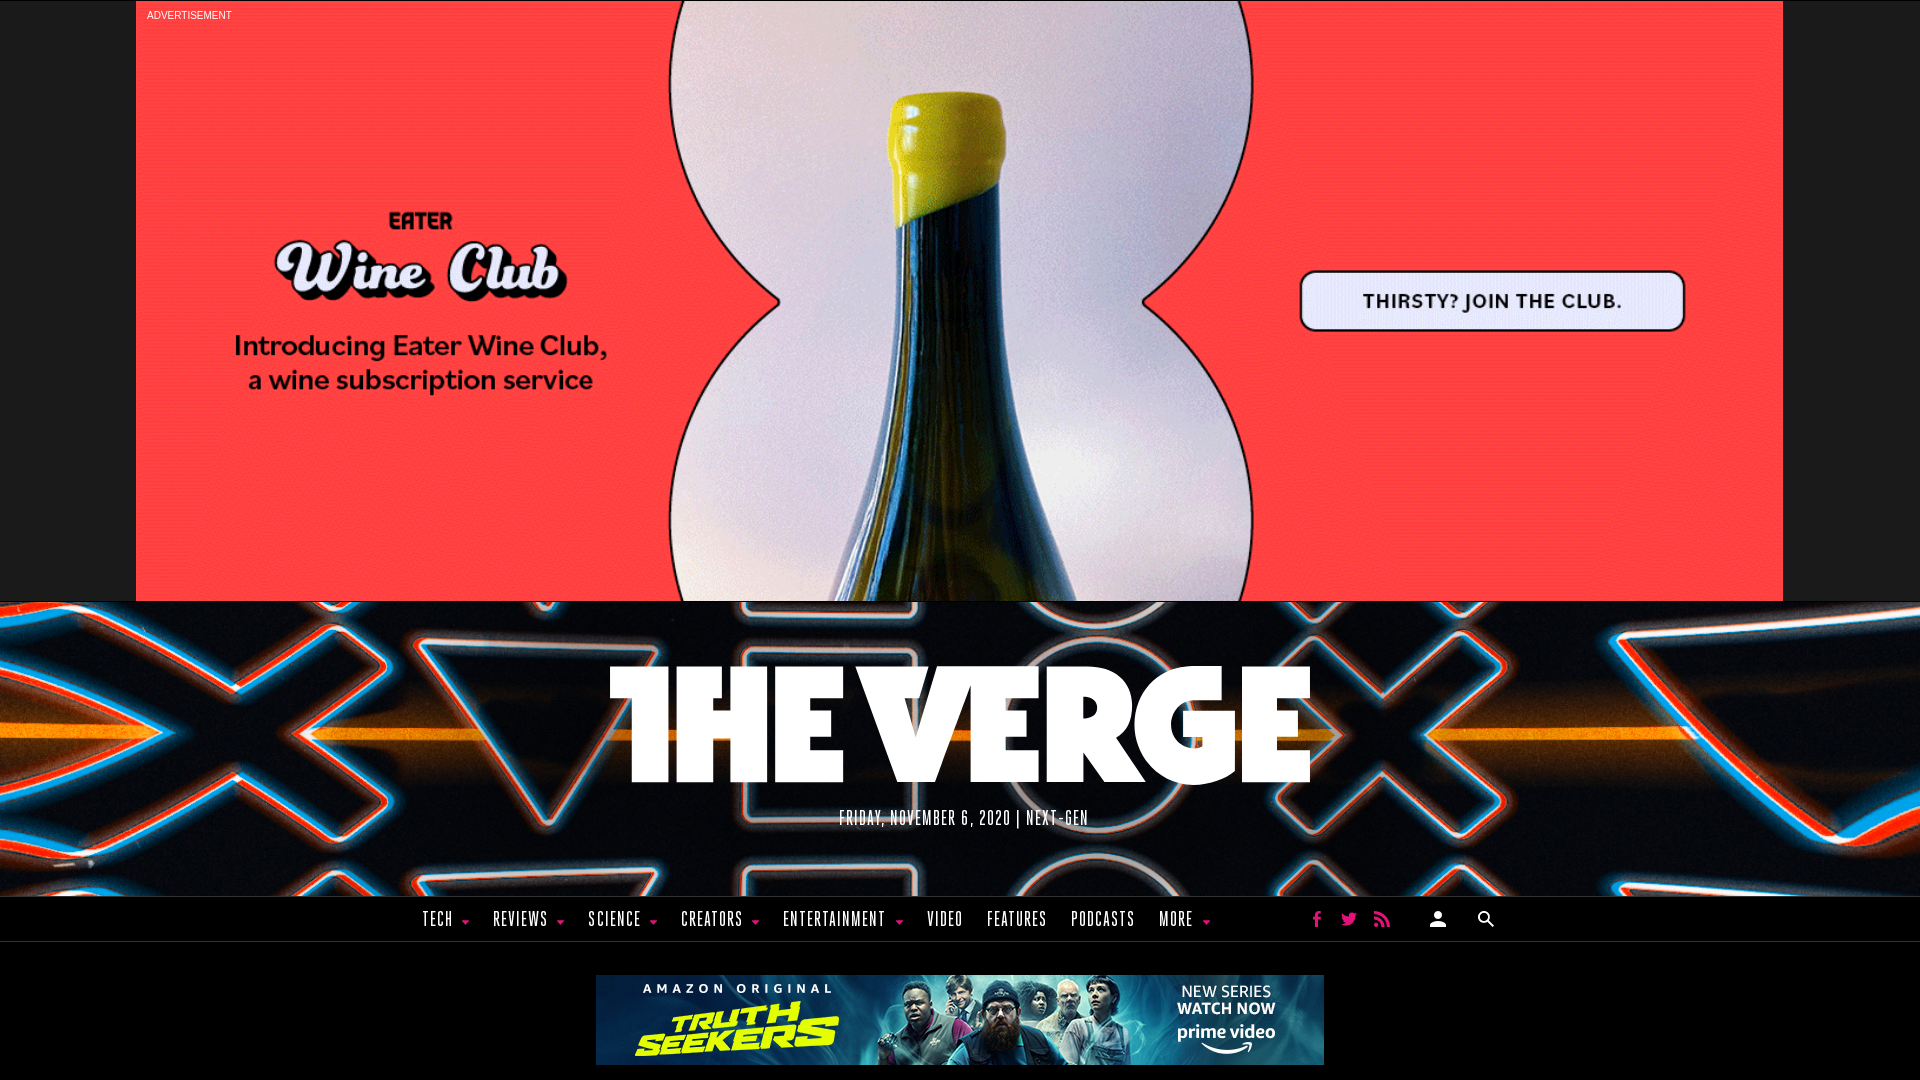 ADVERTISEMENT
EATER
Wine Club
Introducing Eater Wine Club,
a wine subscription service
THIRSTY? JOIN THE CLUB.
THE VERGE
FRIDAY, NOVEMBER 6, 2020 | NEXT-GEN
TECH REVIEWS SCIENCE CREATORS ENTERTAINMENT VIDEO FEATURES PODCASTS MORE
AMAZON ORIGINAL
TRUTH
SEEKERS
NEW SERIES
WATCH NOW
prime video